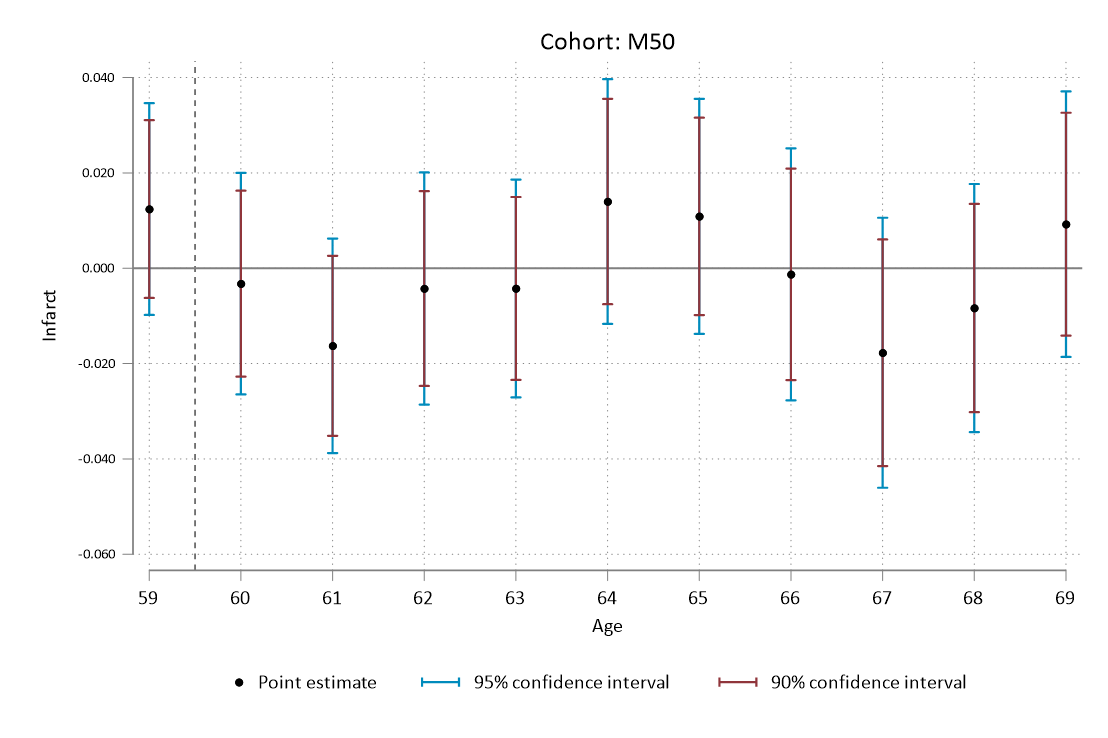 Cohort: M50
0.040
0.020
0.000
-0.020
-0.040
-0.060
Infarct
59 60 61 62 63 64 65 66 67 68 69
Age
Point estimate 95% confidence interval 90% confidence interval